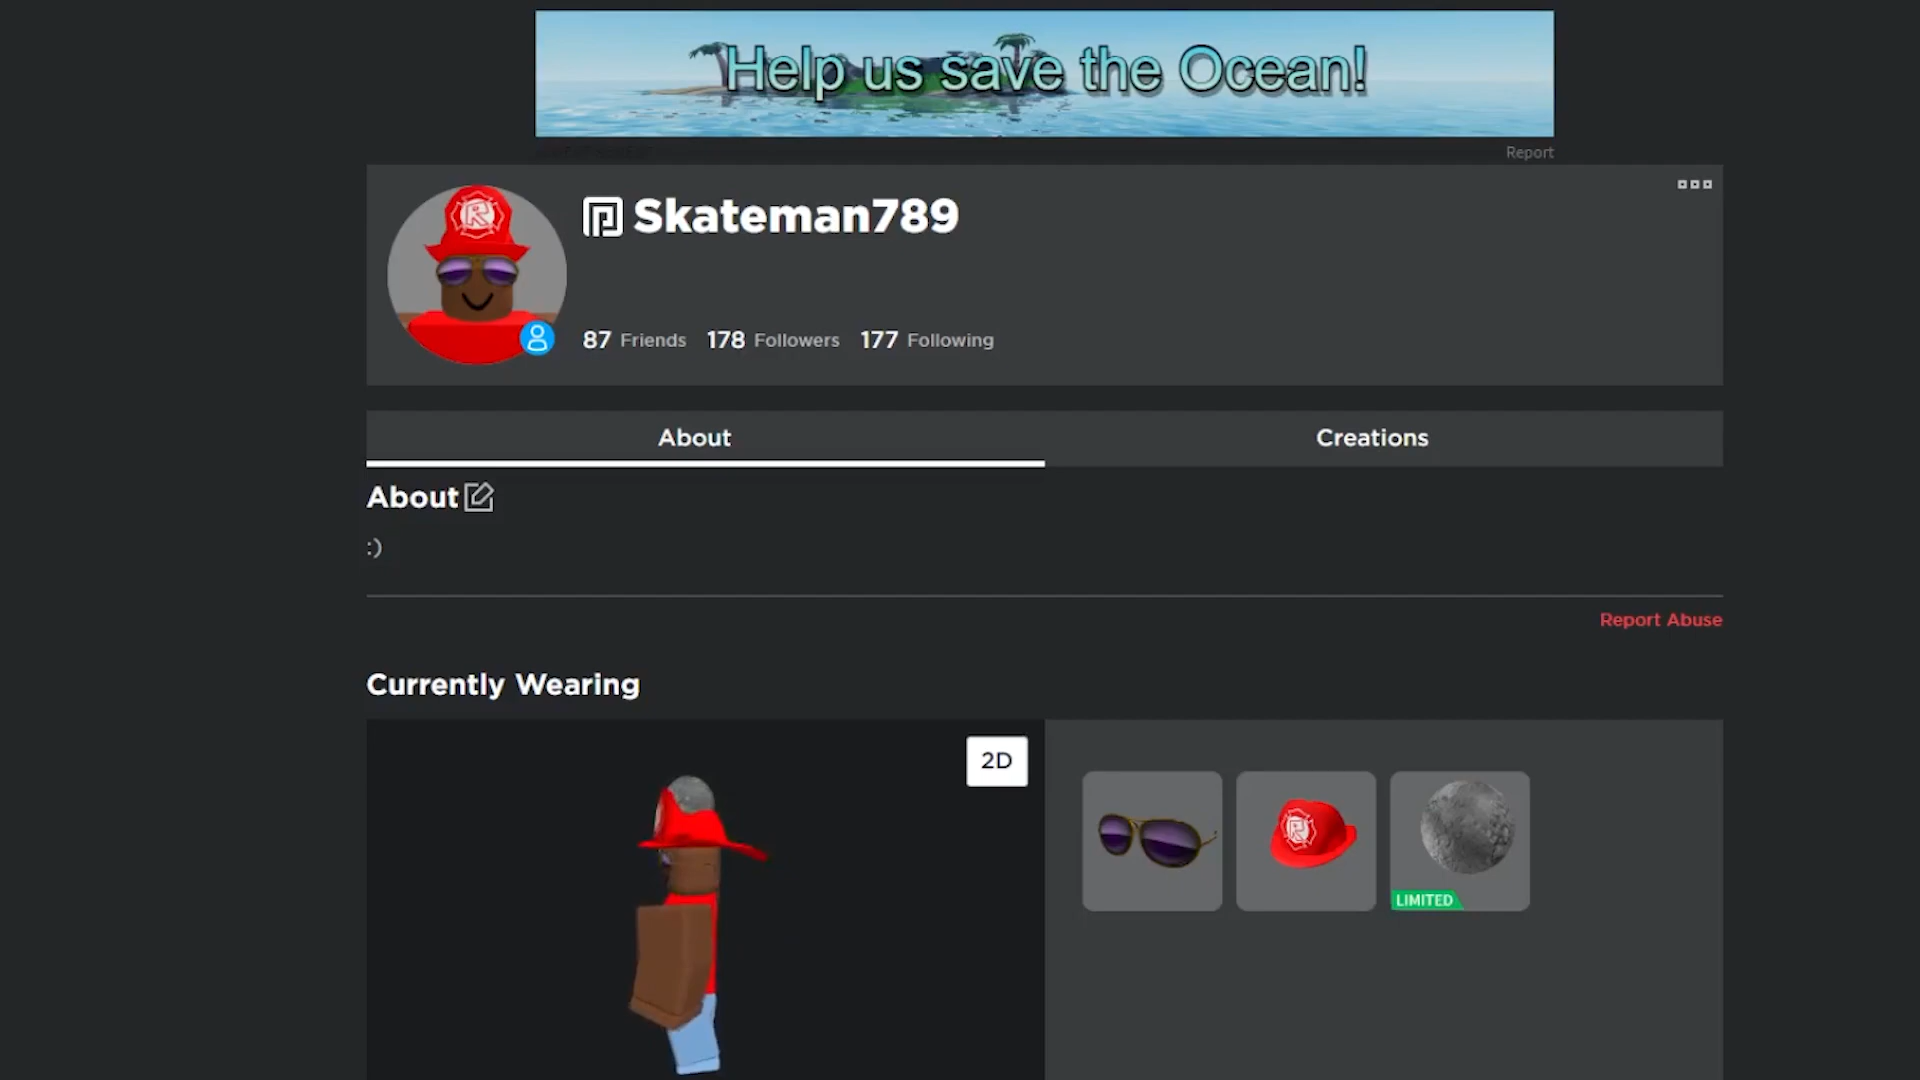 Help us save the Ocean!
Report
Skateman789
87 Friends 178 Followers 177 Following
About
Creations
About
:)
Report Abuse
Currently Wearing
2D
LIMITED